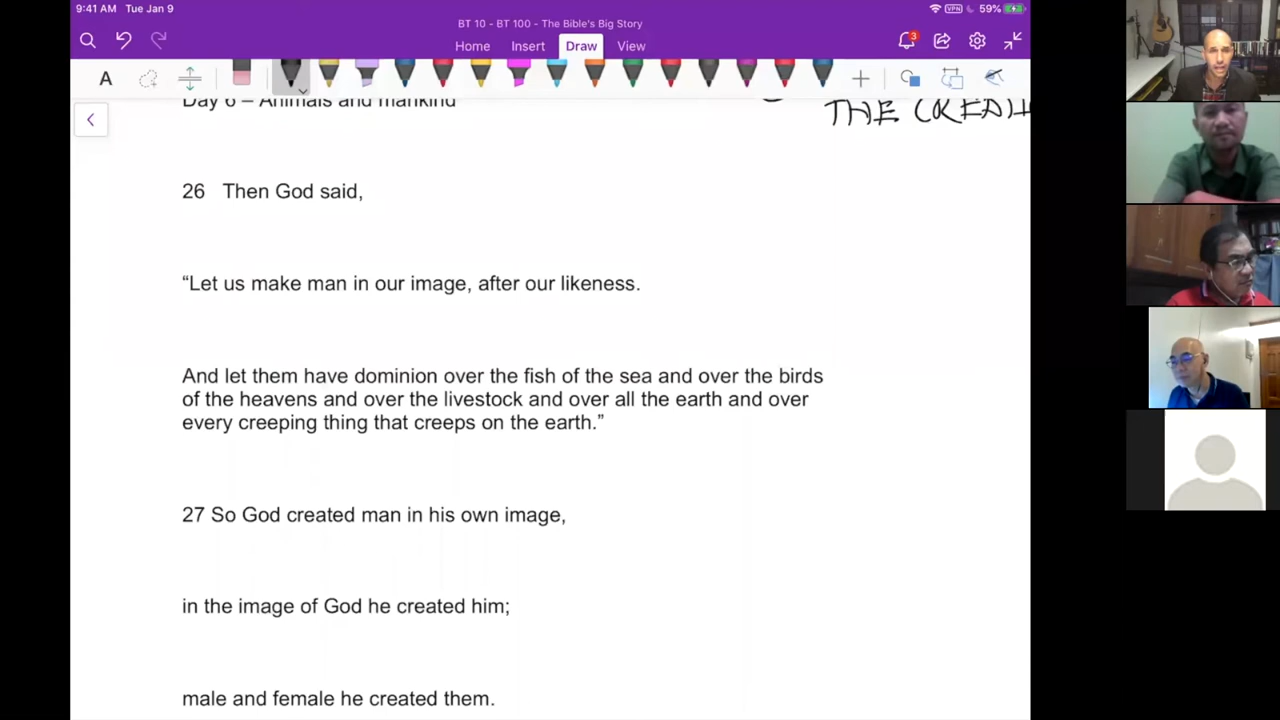 9:41 AM Tue Jan 9
VPN 59%
BT 10 - BT 100 - The Bible's Big Story
Home Insert Draw View
3
A
Day 6 – Animals and mankind
THE
26 Then God said,
“Let us make man in our image, after our likeness.
And let them have dominion over the fish of the sea and over the birds
of the heavens and over the livestock and over all the earth and over
every creeping thing that creeps on the earth.”
27 So God created man in his own image,
in the image of God he created him;
male and female he created them.